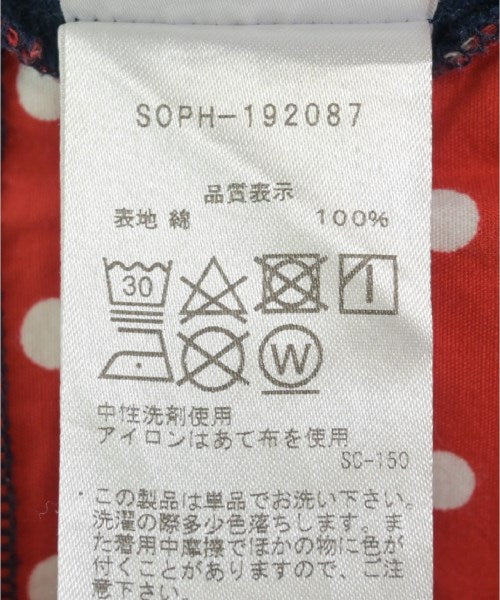 SOPH-192087
品質表示
表地 綿 100%
30
W
中性洗剤使用
アイロンはあて布を使用
SC-150
・この製品は単品でお洗い下さい。
洗濯の際多少色落ちします。ま
た着用中摩擦でほかの物に色が
付くことがありますので、ご注
意下さい。